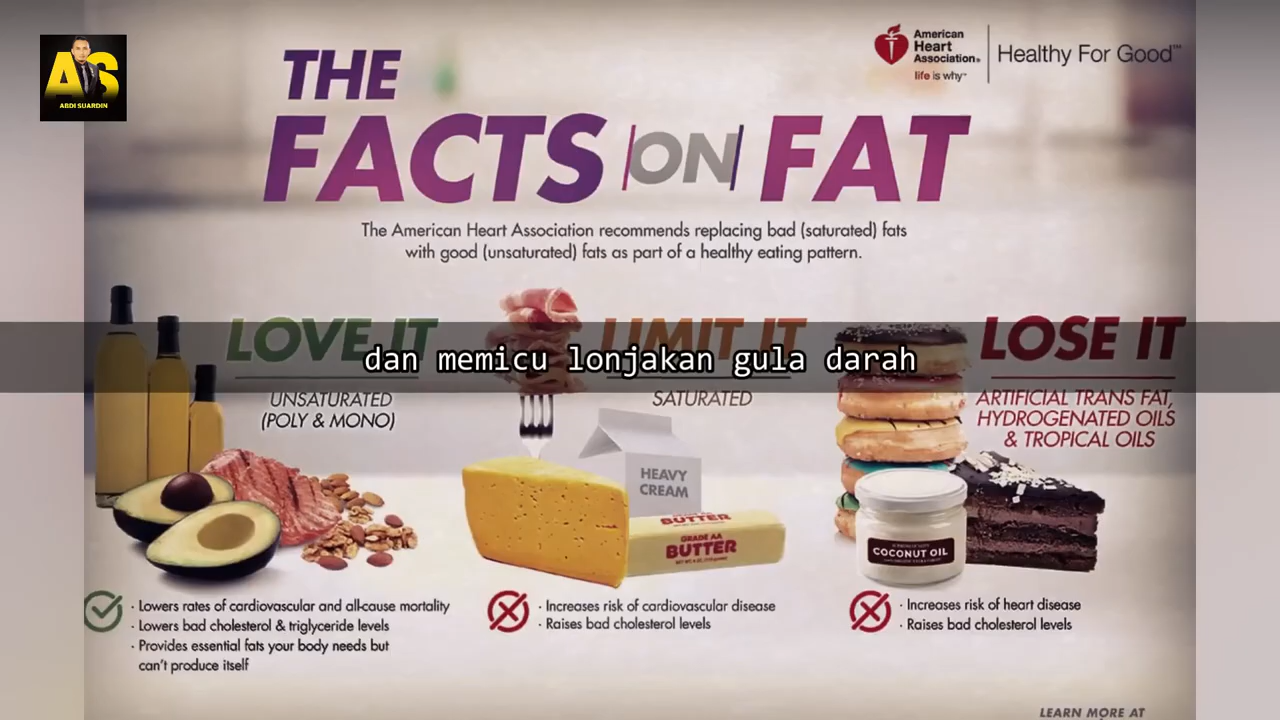 AS
ABDI SUARDIN
American
Heart
Association®
life is why™
Healthy For Good™
THE
FACTS ON FAT
The American Heart Association recommends replacing bad (saturated) fats
with good (unsaturated) fats as part of a healthy eating pattern.
LOVE IT
UNSATURATED
(POLY & MONO)
· Lowers rates of cardiovascular and all-cause mortality
· Lowers bad cholesterol & triglyceride levels
· Provides essential fats your body needs but
can't produce itself
LIMIT IT
SATURATED
HEAVY
CREAM
BUTTER
GRADE AA
BUTTER
· Increases risk of cardiovascular disease
· Raises bad cholesterol levels
LOSE IT
ARTIFICIAL TRANS FAT,
HYDROGENATED OILS
& TROPICAL OILS
COCONUT OIL
· Increases risk of heart disease
· Raises bad cholesterol levels
dan memicu lonjakan gula darah
LEARN MORE AT